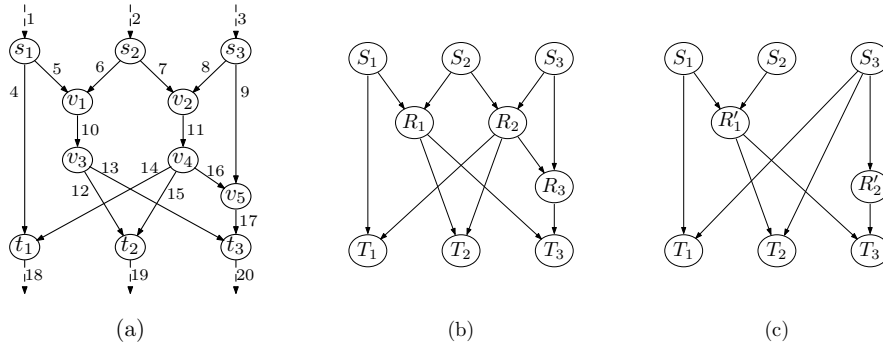 1 2 3
s₁ s₂ s₃
4 5 6 7 8 9
v₁ v₂
10 11
v₃ v₄
12 13 14 15 16
v₅
17
t₁ t₂ t₃
18 19 20
(a)
S₁ S₂ S₃
R₁ R₂
R₃
T₁ T₂ T₃
(b)
S₁ S₂ S₃
R′₁
R′₂
T₁ T₂ T₃
(c)